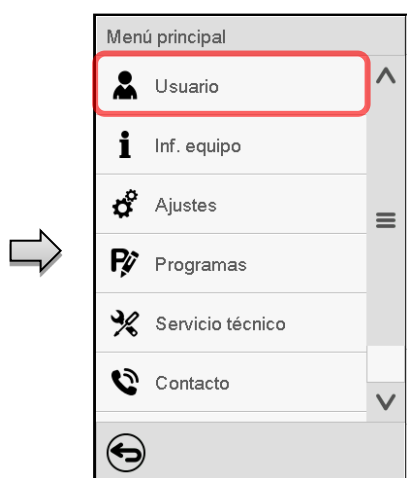 Menú principal
Usuario
Inf. equipo
Ajustes
Programas
Servicio técnico
Contacto